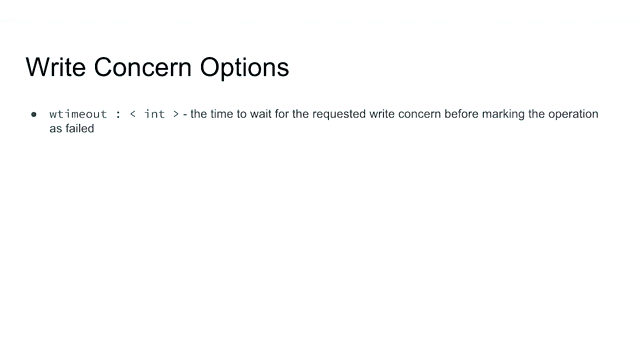 Write Concern Options
● wtimeout : < int > - the time to wait for the requested write concern before marking the operation
as failed